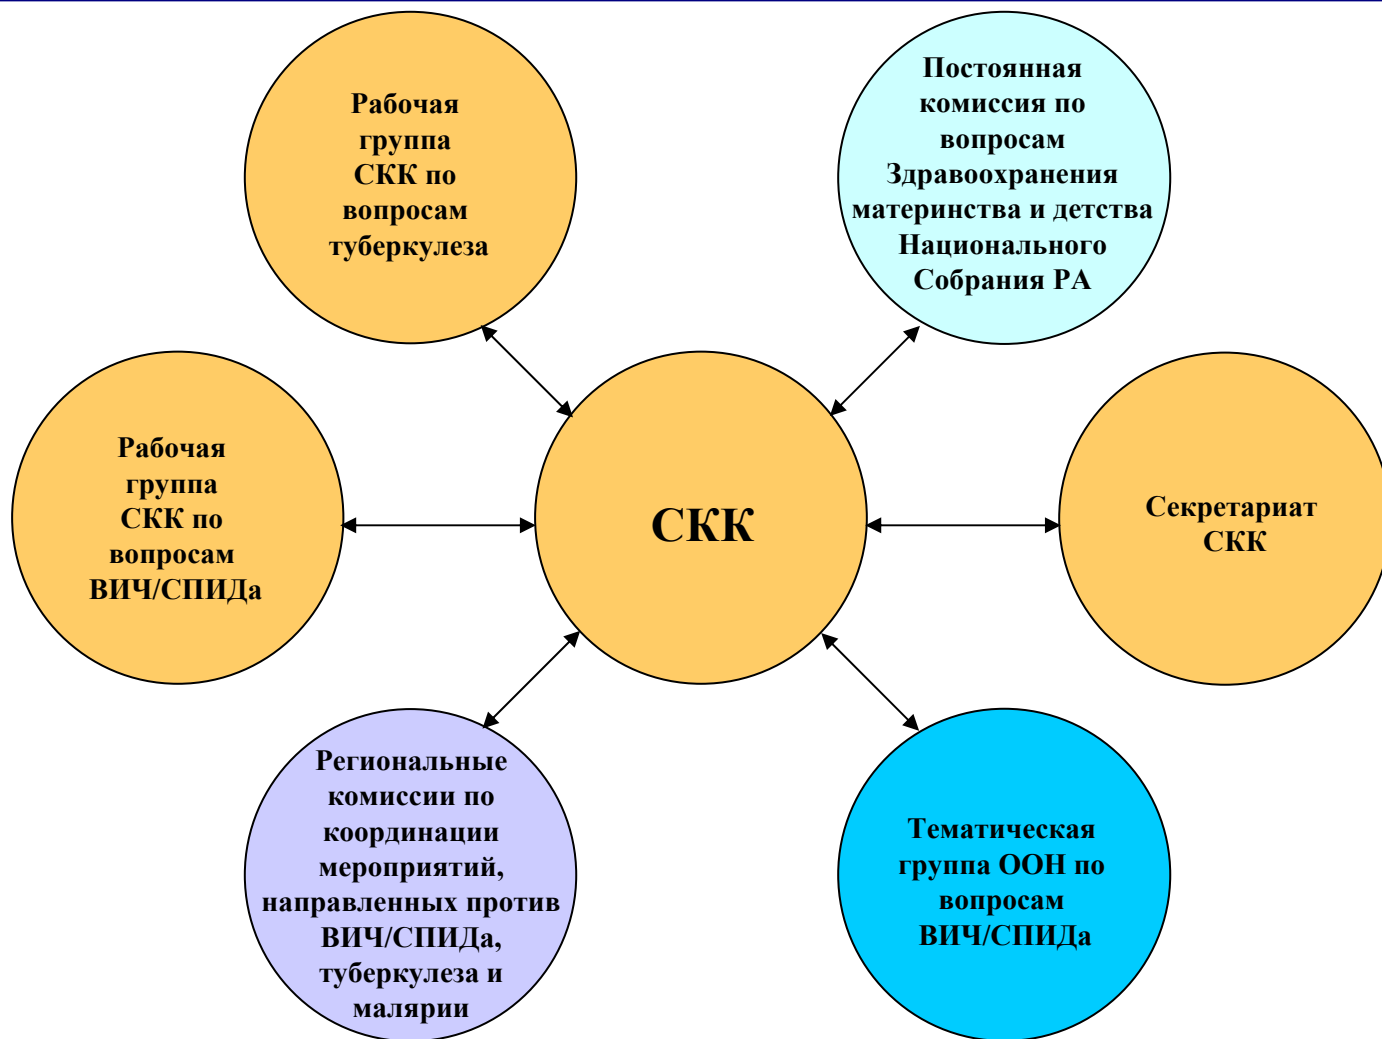 Рабочая
группа
СКК по
вопросам
туберкулеза
Постоянная
комиссия по
вопросам
Здравоохранения
материнства и детства
Национального
Собрания РА
Рабочая
группа
СКК по
вопросам
ВИЧ/СПИДа
СКК
Секретариат
СКК
Региональные
комиссии по
координации
мероприятий,
направленных против
ВИЧ/СПИДа,
туберкулеза и
малярии
Тематическая
группа ООН по
вопросам
ВИЧ/СПИДа